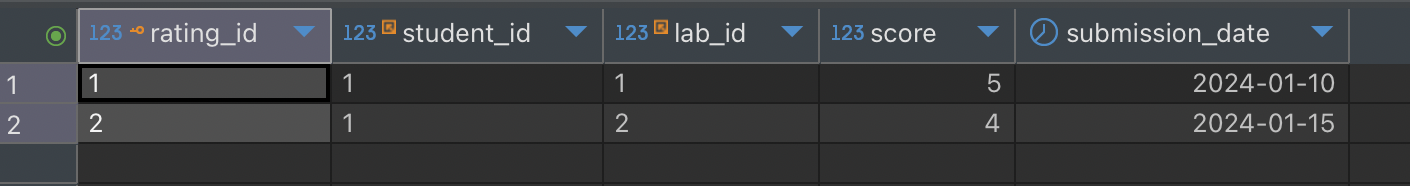 123 rating_id 123 student_id 123 lab_id 123 score submission_date
1 1 1 1 5 2024-01-10
2 2 1 2 4 2024-01-15